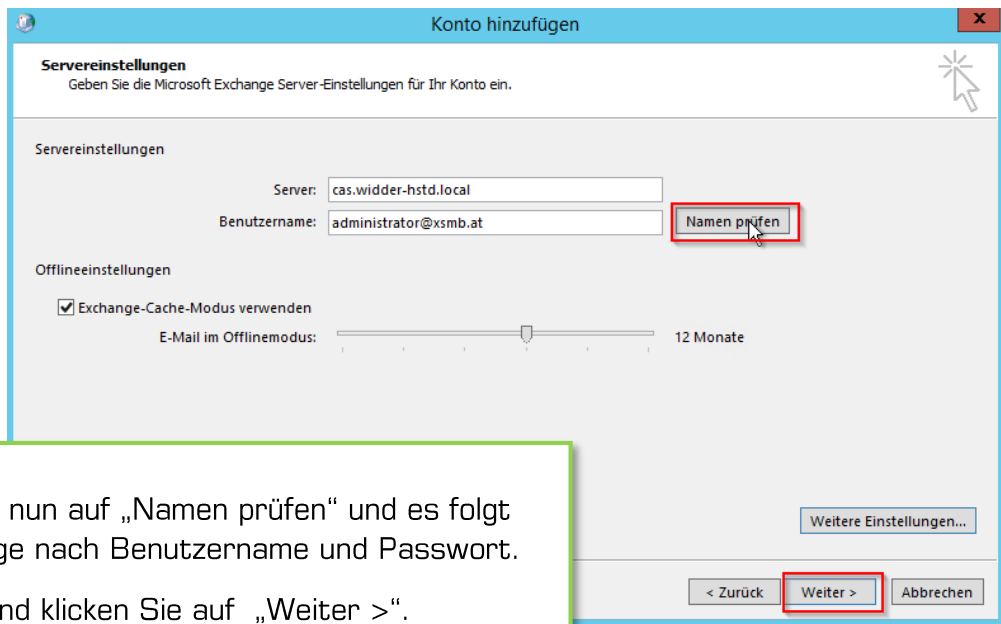 Konto hinzufügen
x
Servereinstellungen
Geben Sie die Microsoft Exchange Server-Einstellungen für Ihr Konto ein.
Servereinstellungen
Server: cas.widder-hstd.local
Benutzername: administrator@xsmb.at Namen prüfen
Offlineeinstellungen
Exchange-Cache-Modus verwenden
E-Mail im Offlinemodus: 12 Monate
nun auf „Namen prüfen“ und es folgt
nach Benutzername und Passwort.
klicken Sie auf „Weiter >“.
Weitere Einstellungen...
< Zurück Weiter > Abbrechen